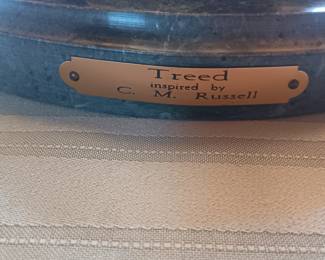 Treed
inspired by
C. M. Russell